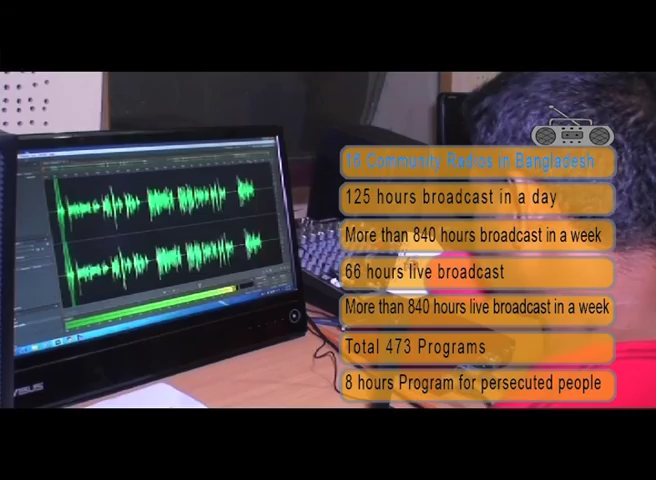 16 Community Radios in Bangladesh
125 hours broadcast in a day
More than 840 hours broadcast in a week
66 hours live broadcast
More than 840 hours live broadcast in a week
Total 473 Programs
8 hours Program for persecuted people
ASUS